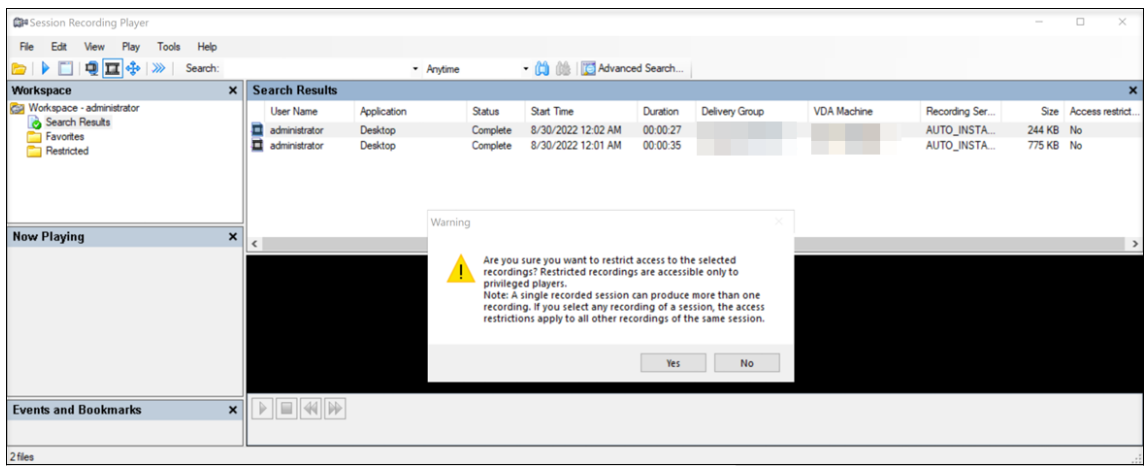 Session Recording Player
File Edit View Play Tools Help
Search: Anytime Advanced Search...
Workspace
Workspace - administrator
Search Results
Favorites
Restricted
Search Results
User Name Application Status Start Time Duration Delivery Group VDA Machine Recording Ser... Size Access restrict...
administrator Desktop Complete 8/30/2022 12:02 AM 00:00:27 AUTO_INSTA... 244 KB No
administrator Desktop Complete 8/30/2022 12:01 AM 00:00:35 AUTO_INSTA... 775 KB No
Now Playing
Warning
Are you sure you want to restrict access to the selected
recordings? Restricted recordings are accessible only to
privileged players.
Note: A single recorded session can produce more than one
recording. If you select any recording of a session, the access
restrictions apply to all other recordings of the same session.
Yes No
Events and Bookmarks
2 files